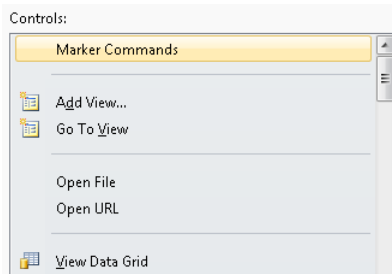 Controls:
Marker Commands
Add View...
Go To View
Open File
Open URL
View Data Grid